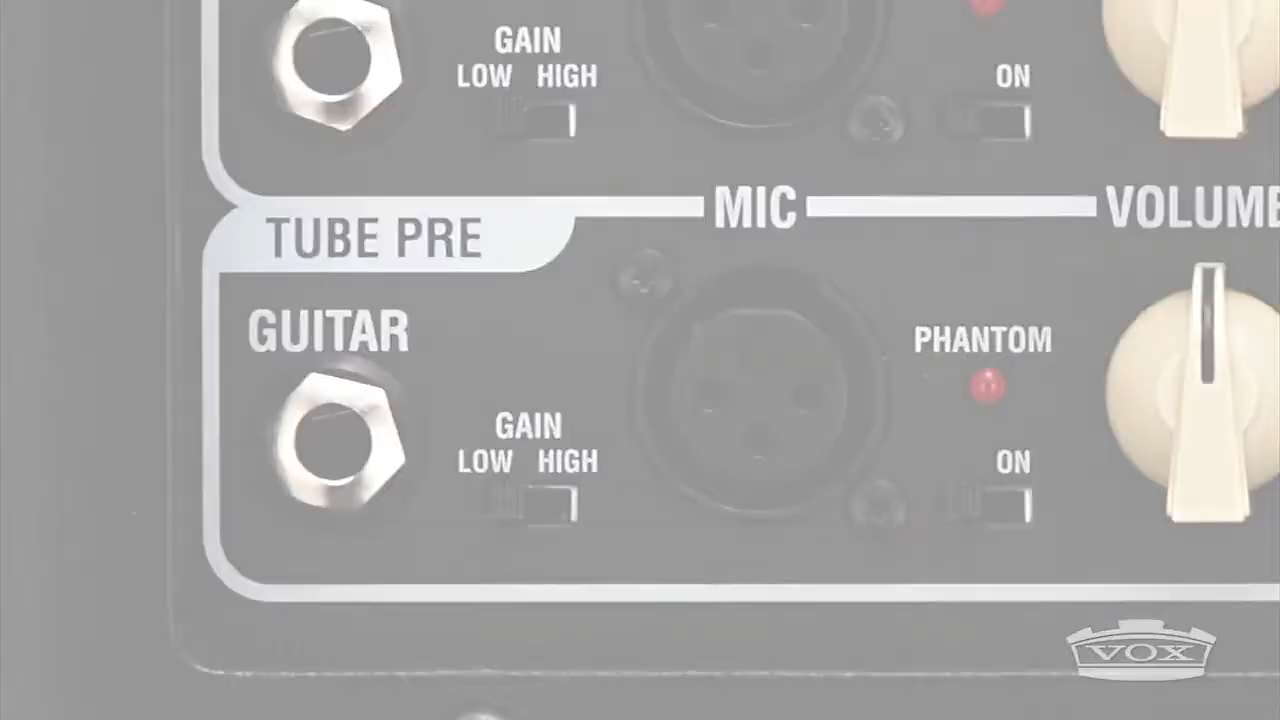 GAIN
LOW HIGH
ON
MIC
VOLUME
TUBE PRE
GUITAR
PHANTOM
GAIN
LOW HIGH
ON
VOX